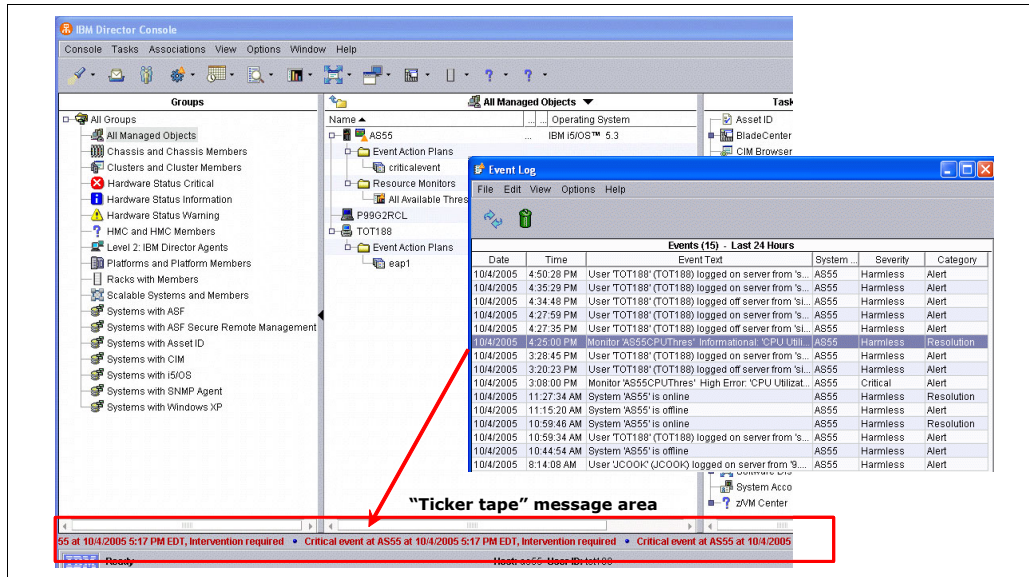 IBM Director Console
Console Tasks Associations View Options Window Help
Groups
All Groups
All Managed Objects
Chassis and Chassis Members
Clusters and Cluster Members
Hardware Status Critical
Hardware Status Information
Hardware Status Warning
HMC and HMC Members
Level 2: IBM Director Agents
Platforms and Platform Members
Racks with Members
Scalable Systems and Members
Systems with ASF
Systems with ASF Secure Remote Management
Systems with Asset ID
Systems with CIM
Systems with i5/OS
Systems with SNMP Agent
Systems with Windows XP
All Managed Objects
Name ... ... Operating System
AS55 ... IBM i5/OS™ 5.3
Event Action Plans
criticalevent
Resource Monitors
All Available Thres
P99G2RCL
TOT188
Event Action Plans
eap1
Task
Asset ID
BladeCenter
CIM Browser
System Acco
z/VM Center
Event Log
File Edit View Options Help
Events (15) - Last 24 Hours
Date Time Event Text System ... Severity Category
10/4/2005 4:50:28 PM User 'TOT188' (TOT188) logged on server from 's... AS55 Harmless Alert
10/4/2005 4:35:29 PM User 'TOT188' (TOT188) logged on server from 's... AS55 Harmless Alert
10/4/2005 4:34:48 PM User 'TOT188' (TOT188) logged off server from 'si... AS55 Harmless Alert
10/4/2005 4:27:59 PM User 'TOT188' (TOT188) logged on server from 's... AS55 Harmless Alert
10/4/2005 4:27:35 PM User 'TOT188' (TOT188) logged off server from 'si... AS55 Harmless Alert
10/4/2005 4:25:00 PM Monitor 'AS55CPUThres' Informational: 'CPU Utili... AS55 Harmless Resolution
10/4/2005 3:28:45 PM User 'TOT188' (TOT188) logged on server from 's... AS55 Harmless Alert
10/4/2005 3:20:23 PM User 'TOT188' (TOT188) logged off server from 'si... AS55 Harmless Alert
10/4/2005 3:08:00 PM Monitor 'AS55CPUThres' High Error: 'CPU Utilizat... AS55 Critical Alert
10/4/2005 11:27:34 AM System 'AS55' is online AS55 Harmless Resolution
10/4/2005 11:15:20 AM System 'AS55' is offline AS55 Harmless Alert
10/4/2005 10:59:46 AM System 'AS55' is online AS55 Harmless Resolution
10/4/2005 10:59:34 AM User 'TOT188' (TOT188) logged on server from 's... AS55 Harmless Alert
10/4/2005 10:44:54 AM System 'AS55' is offline AS55 Harmless Alert
10/4/2005 8:14:08 AM User 'JCOOK' (JCOOK) logged on server from '9.... AS55 Harmless Alert
“Ticker tape” message area
55 at 10/4/2005 5:17 PM EDT, Intervention required • Critical event at AS55 at 10/4/2005 5:17 PM EDT, Intervention required • Critical event at AS55 at 10/4/2005
Ready